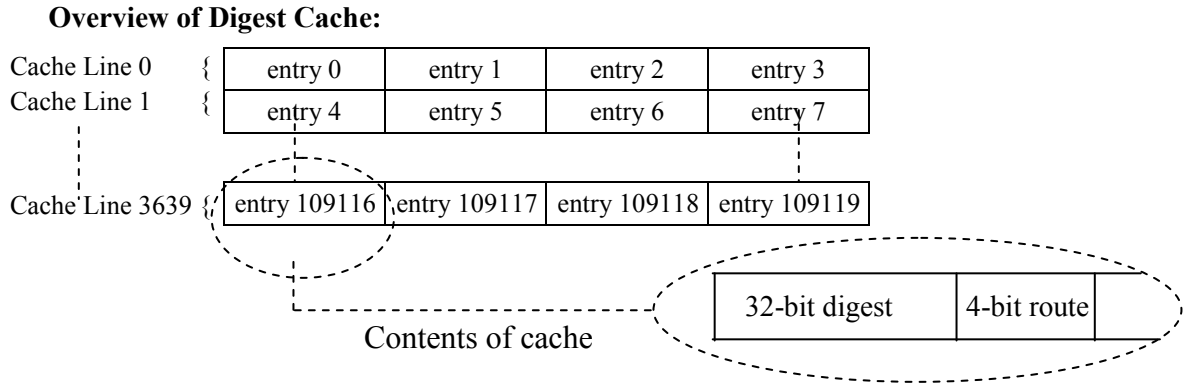 Overview of Digest Cache:
Cache Line 0 { entry 0 entry 1 entry 2 entry 3
Cache Line 1 { entry 4 entry 5 entry 6 entry 7
Cache Line 3639 { entry 109116 entry 109117 entry 109118 entry 109119
32-bit digest 4-bit route
Contents of cache